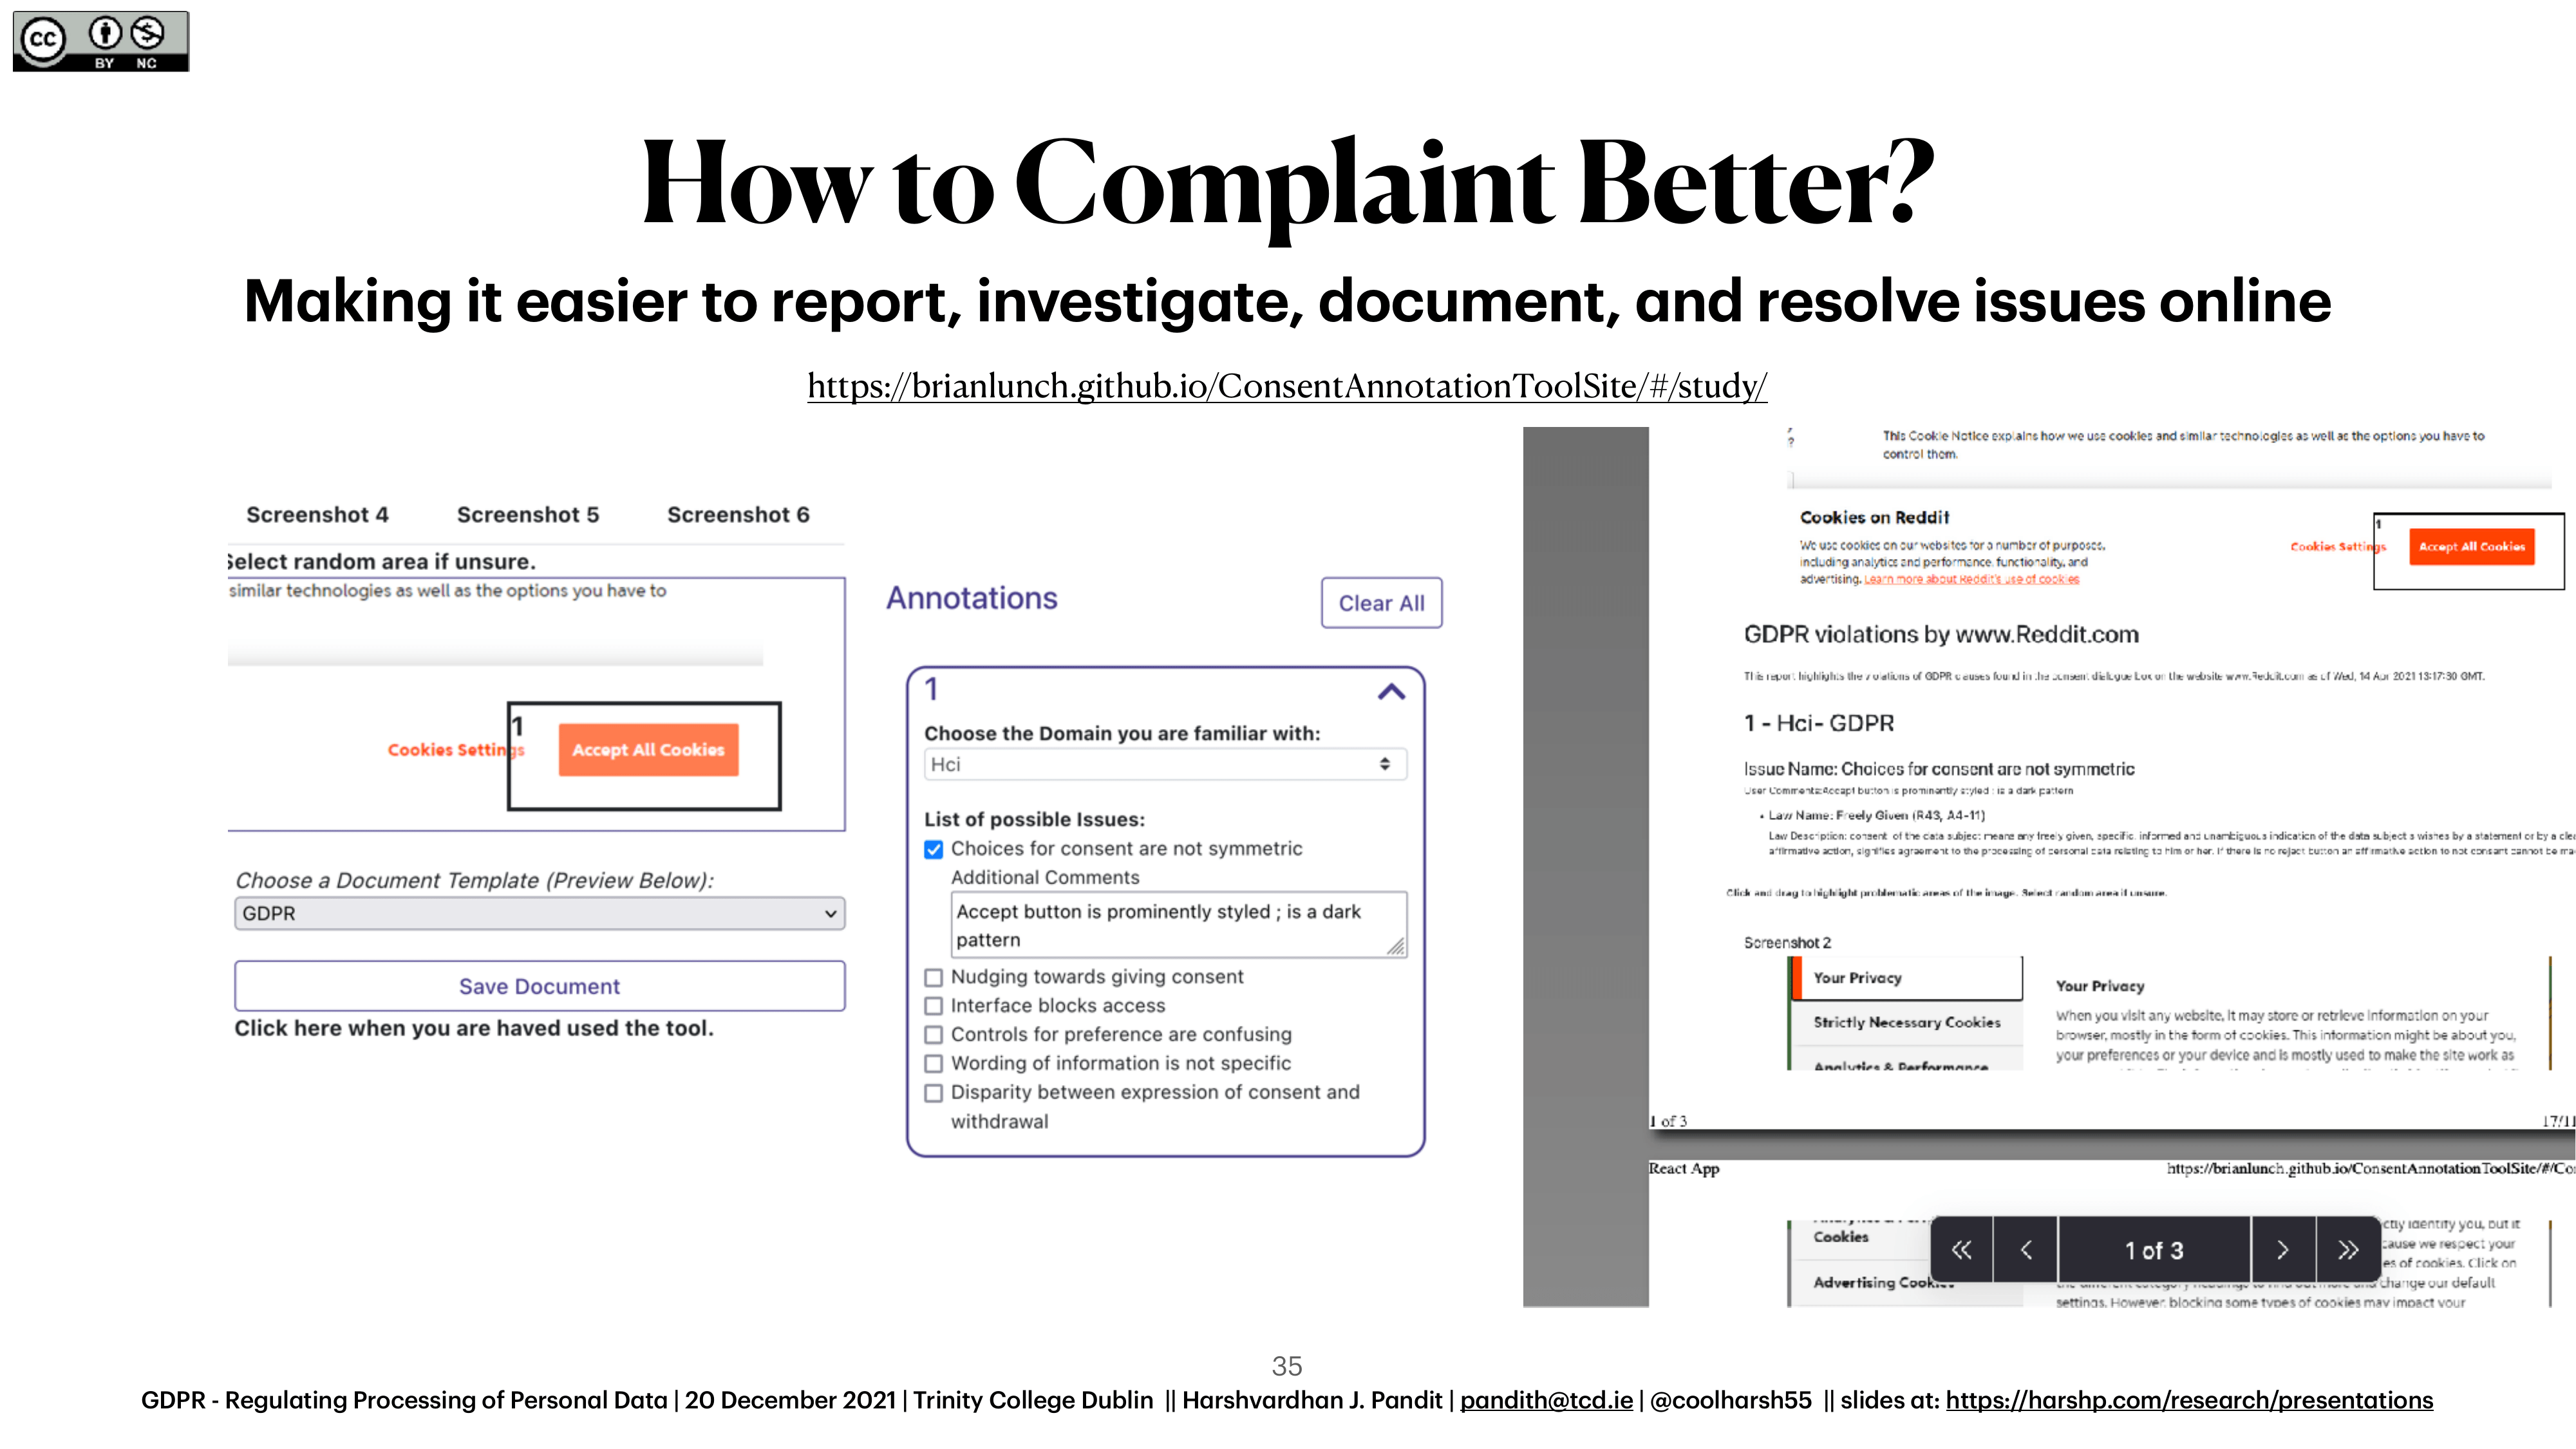 cc BY NC
How to Complaint Better?
Making it easier to report, investigate, document, and resolve issues online
https://brianlunch.github.io/ConsentAnnotationToolSite/#/study/
Screenshot 4 Screenshot 5 Screenshot 6
Select random area if unsure.
similar technologies as well as the options you have to
1
Cookies Settings Accept All Cookies
Choose a Document Template (Preview Below):
GDPR
Save Document
Click here when you are haved used the tool.
Annotations
Clear All
1
Choose the Domain you are familiar with:
Hci
List of possible Issues:
Choices for consent are not symmetric
Additional Comments
Accept button is prominently styled ; is a dark
pattern
Nudging towards giving consent
Interface blocks access
Controls for preference are confusing
Wording of information is not specific
Disparity between expression of consent and
withdrawal
?
This Cookie Notice explains how we use cookies and similar technologies as well as the options you have to
control them.
Cookies on Reddit
We use cookies on our websites for a number of purposes,
including analytics and performance, functionality, and
advertising. Learn more about Reddit's use of cookies
1
Cookies Settings Accept All Cookies
GDPR violations by www.Reddit.com
This report highlights the violations of GDPR clauses found in the consent dialogue box on the website www.Reddit.com as of Wed, 14 Apr 2021 13:17:30 GMT.
1 - Hci- GDPR
Issue Name: Choices for consent are not symmetric
User Comments:Accept button is prominently styled ; is a dark pattern
• Law Name: Freely Given (R43, A4-11)
Law Description: consent of the data subject means any freely given, specific, informed and unambiguous indication of the data subject s wishes by a statement or by a
affirmative action, signifies agreement to the processing of personal data relating to him or her. If there is no reject button an affirmative action to not consent cannot be
Click and drag to highlight problematic areas of the image. Select random area if unsure.
Screenshot 2
Your Privacy
Strictly Necessary Cookies
Analytics & Performance
Your Privacy
When you visit any website, it may store or retrieve information on your
browser, mostly in the form of cookies. This information might be about you,
your preferences or your device and is mostly used to make the site work as
1 of 3 17/11
React App https://brianlunch.github.io/ConsentAnnotationToolSite/#/Co
Cookies
Advertising
ctly identify you, but it
cause we respect your
es of cookies. Click on
change our default
settings. However, blocking some types of cookies may impact your
1 of 3
35
GDPR - Regulating Processing of Personal Data | 20 December 2021 | Trinity College Dublin || Harshvardhan J. Pandit | pandith@tcd.ie | @coolharsh55 || slides at: https://harshp.com/research/presentations